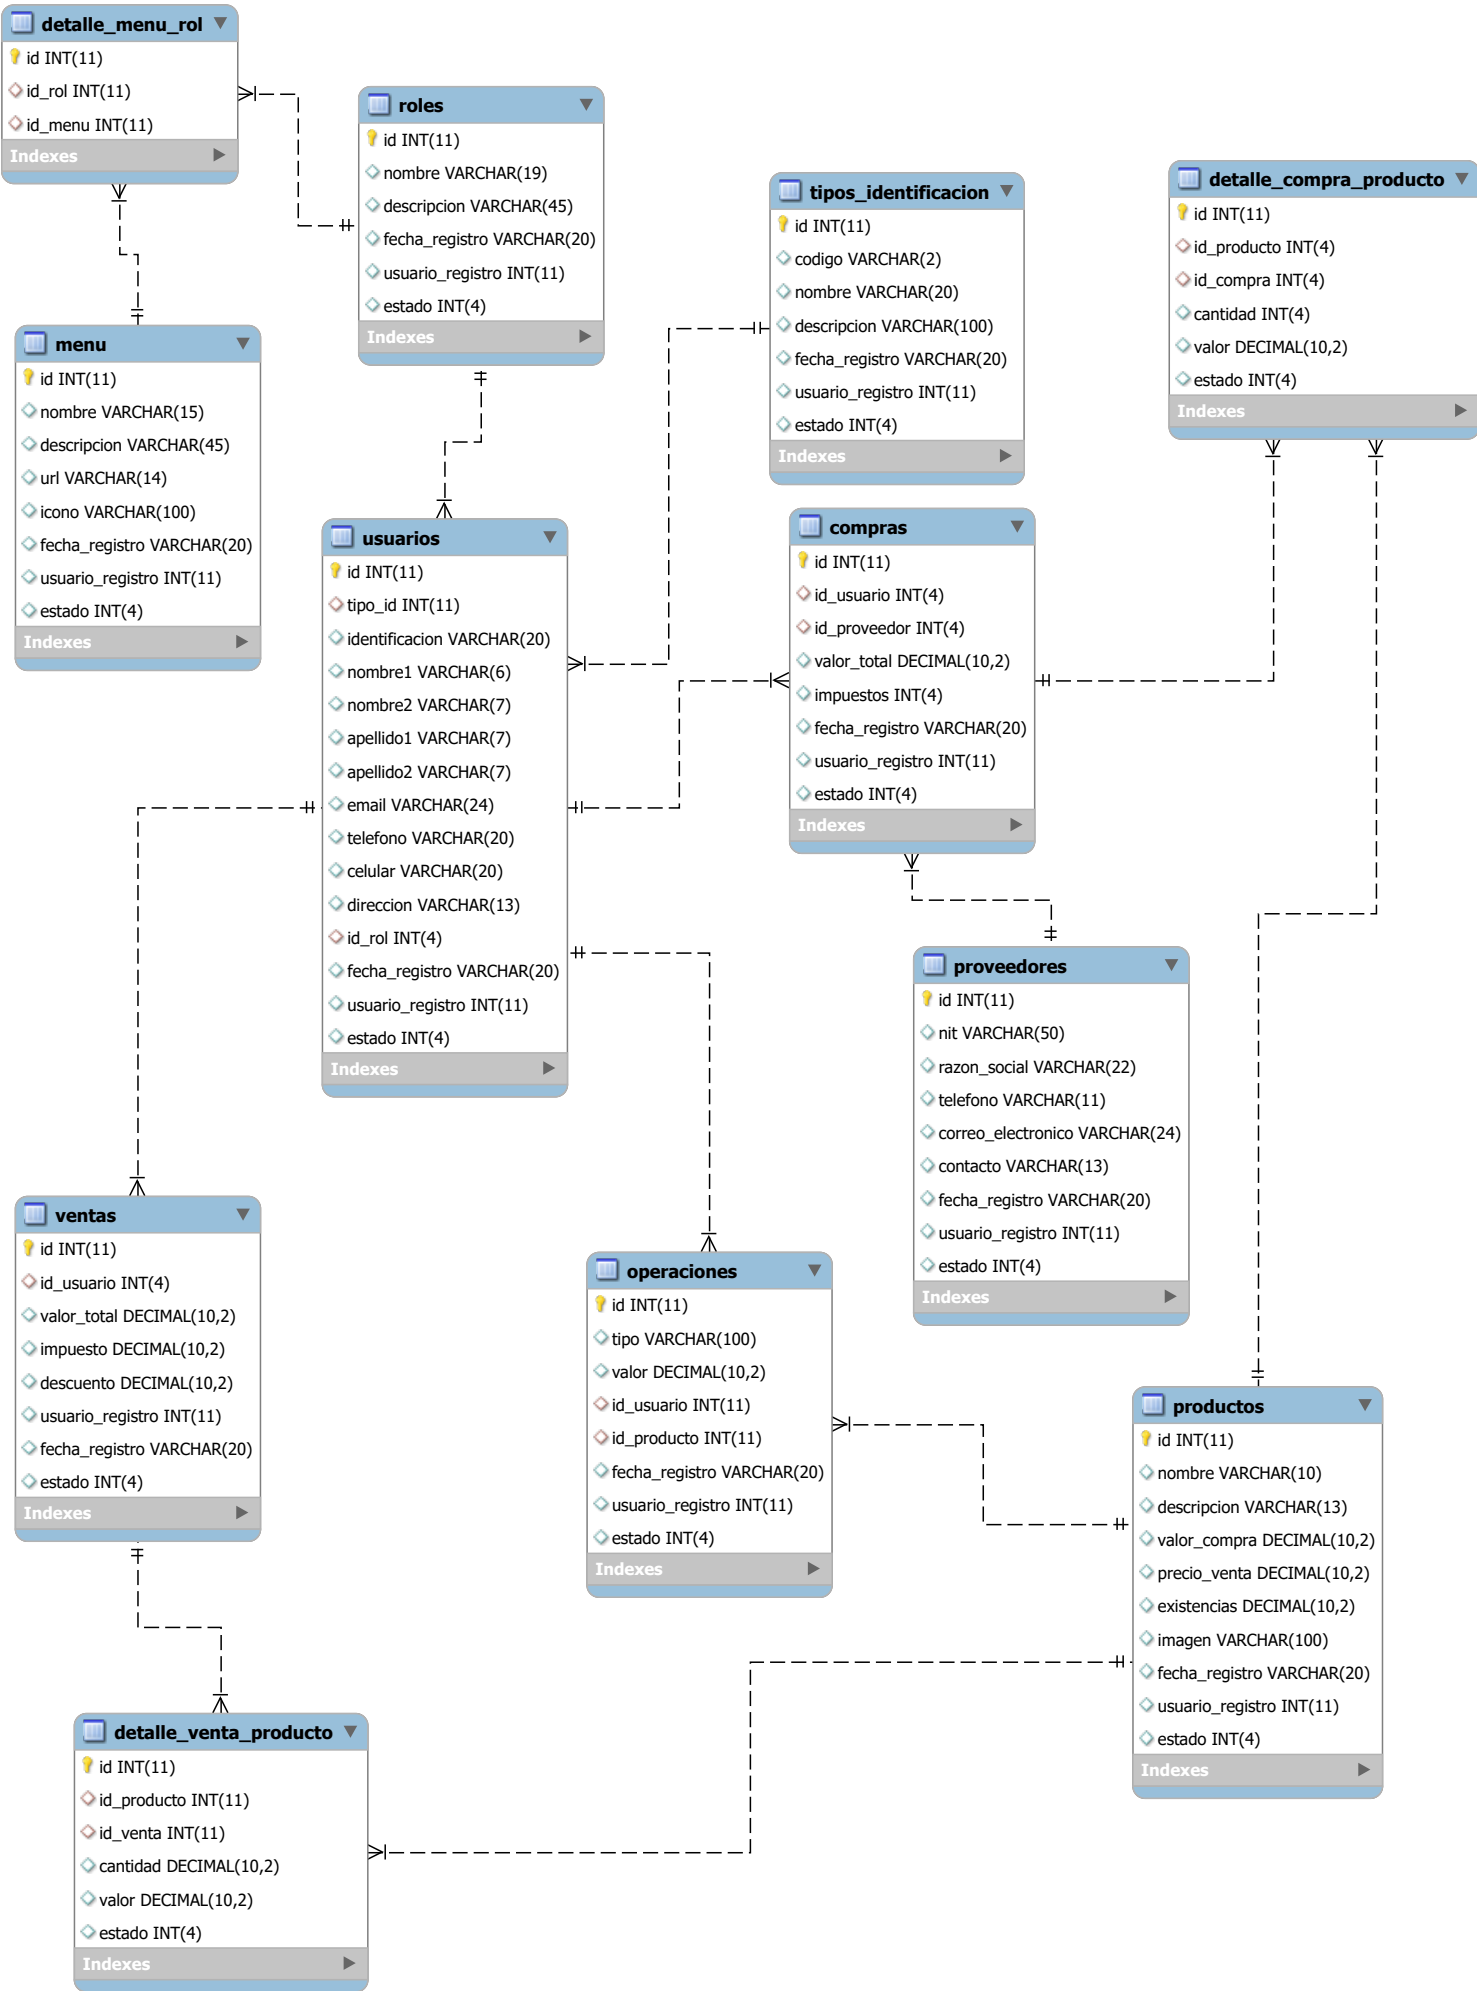 detalle_menu_rol
id INT(11)
id_rol INT(11)
id_menu INT(11)
Indexes
roles
id INT(11)
nombre VARCHAR(19)
descripcion VARCHAR(45)
fecha_registro VARCHAR(20)
usuario_registro INT(11)
estado INT(4)
Indexes
tipos_identificacion
id INT(11)
codigo VARCHAR(2)
nombre VARCHAR(20)
descripcion VARCHAR(100)
fecha_registro VARCHAR(20)
usuario_registro INT(11)
estado INT(4)
Indexes
detalle_compra_producto
id INT(11)
id_producto INT(4)
id_compra INT(4)
cantidad INT(4)
valor DECIMAL(10,2)
estado INT(4)
Indexes
menu
id INT(11)
nombre VARCHAR(15)
descripcion VARCHAR(45)
url VARCHAR(14)
icono VARCHAR(100)
fecha_registro VARCHAR(20)
usuario_registro INT(11)
estado INT(4)
Indexes
usuarios
id INT(11)
tipo_id INT(11)
identificacion VARCHAR(20)
nombre1 VARCHAR(6)
nombre2 VARCHAR(7)
apellido1 VARCHAR(7)
apellido2 VARCHAR(7)
email VARCHAR(24)
telefono VARCHAR(20)
celular VARCHAR(20)
direccion VARCHAR(13)
id_rol INT(4)
fecha_registro VARCHAR(20)
usuario_registro INT(11)
estado INT(4)
Indexes
compras
id INT(11)
id_usuario INT(4)
id_proveedor INT(4)
valor_total DECIMAL(10,2)
impuestos INT(4)
fecha_registro VARCHAR(20)
usuario_registro INT(11)
estado INT(4)
Indexes
proveedores
id INT(11)
nit VARCHAR(50)
razon_social VARCHAR(22)
telefono VARCHAR(11)
correo_electronico VARCHAR(24)
contacto VARCHAR(13)
fecha_registro VARCHAR(20)
usuario_registro INT(11)
estado INT(4)
Indexes
ventas
id INT(11)
id_usuario INT(4)
valor_total DECIMAL(10,2)
impuesto DECIMAL(10,2)
descuento DECIMAL(10,2)
usuario_registro INT(11)
fecha_registro VARCHAR(20)
estado INT(4)
Indexes
operaciones
id INT(11)
tipo VARCHAR(100)
valor DECIMAL(10,2)
id_usuario INT(11)
id_producto INT(11)
fecha_registro VARCHAR(20)
usuario_registro INT(11)
estado INT(4)
Indexes
productos
id INT(11)
nombre VARCHAR(10)
descripcion VARCHAR(13)
valor_compra DECIMAL(10,2)
precio_venta DECIMAL(10,2)
existencias DECIMAL(10,2)
imagen VARCHAR(100)
fecha_registro VARCHAR(20)
usuario_registro INT(11)
estado INT(4)
Indexes
detalle_venta_producto
id INT(11)
id_producto INT(11)
id_venta INT(11)
cantidad DECIMAL(10,2)
valor DECIMAL(10,2)
estado INT(4)
Indexes